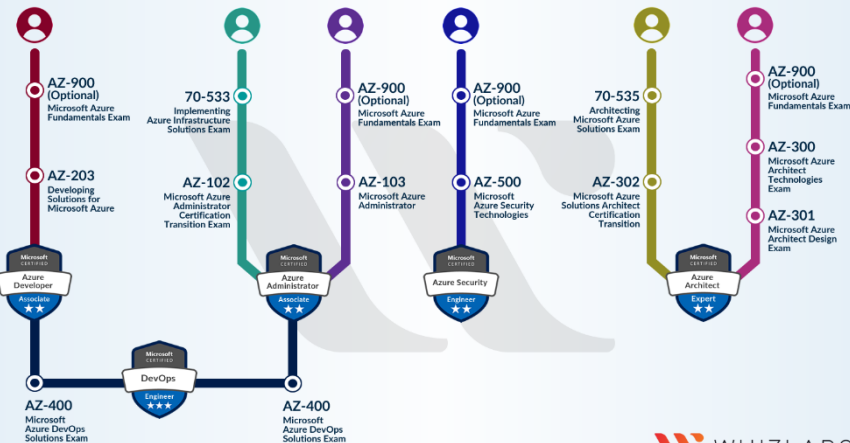 AZ-900
(Optional)
Microsoft Azure
Fundamentals Exam
AZ-203
Developing
Solutions for
Microsoft Azure
70-533
Implementing
Azure Infrastructure
Solutions Exam
AZ-102
Microsoft Azure
Administrator
Certification
Transition Exam
AZ-900
(Optional)
Microsoft Azure
Fundamentals Exam
AZ-103
Microsoft Azure
Administrator
AZ-900
(Optional)
Microsoft Azure
Fundamentals Exam
AZ-500
Microsoft
Azure Security
Technologies
70-535
Architecting
Microsoft Azure
Solutions Exam
AZ-302
Microsoft Azure
Solutions Architect
Certification
Transition
AZ-900
(Optional)
Microsoft Azure
Fundamentals Exam
AZ-300
Microsoft Azure
Architect
Technologies
Exam
AZ-301
Microsoft Azure
Architect Design
Exam
Microsoft
CERTIFIED
Azure
Developer
Associate
Microsoft
CERTIFIED
Azure
Administrator
Associate
Microsoft
CERTIFIED
Azure Security
Engineer
Microsoft
CERTIFIED
Azure
Architect
Expert
Microsoft
CERTIFIED
DevOps
Engineer
AZ-400
Microsoft
Azure DevOps
Solutions Exam
AZ-400
Microsoft
Azure DevOps
Solutions Exam
WHIZLABS